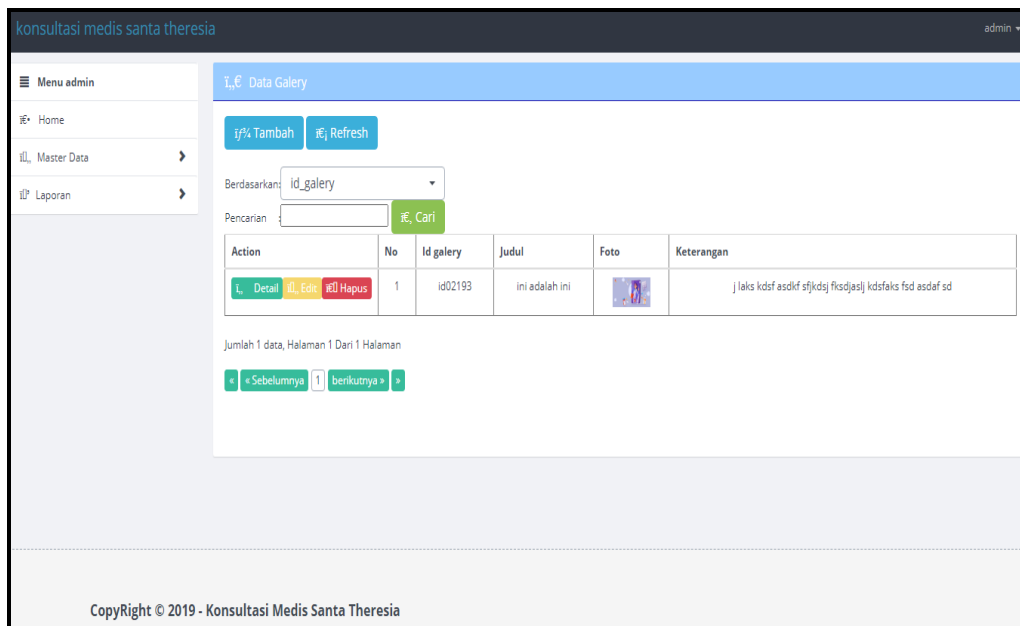 konsultasi medis santa theresia
admin
Menu admin
Home
Master Data
Laporan
Data Galery
Tambah Refresh
Berdasarkan: id_galery
Pencarian : Cari
Action No Id galery Judul Foto Keterangan
Detail Edit Hapus 1 id02193 ini adalah ini j laks kdsf asdkf sfjkdsj fksdjaslj kdsfaks fsd asdaf sd
Jumlah 1 data, Halaman 1 Dari 1 Halaman
« « Sebelumnya 1 berikutnya » »
CopyRight © 2019 - Konsultasi Medis Santa Theresia